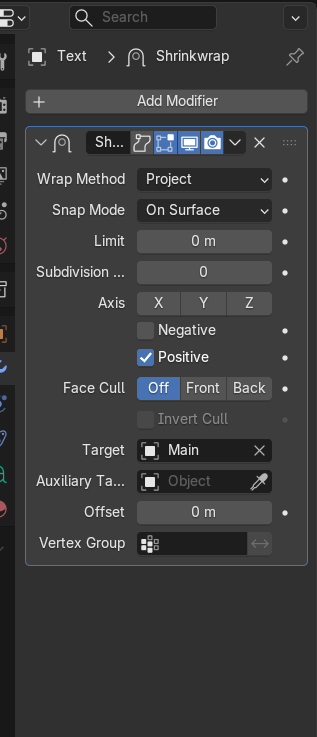 Search
Text > Shrinkwrap
+ Add Modifier
Sh...
Wrap Method Project
Snap Mode On Surface
Limit 0 m
Subdivision ... 0
Axis X Y Z
Negative
Positive
Face Cull Off Front Back
Invert Cull
Target Main
Auxiliary Ta... Object
Offset 0 m
Vertex Group